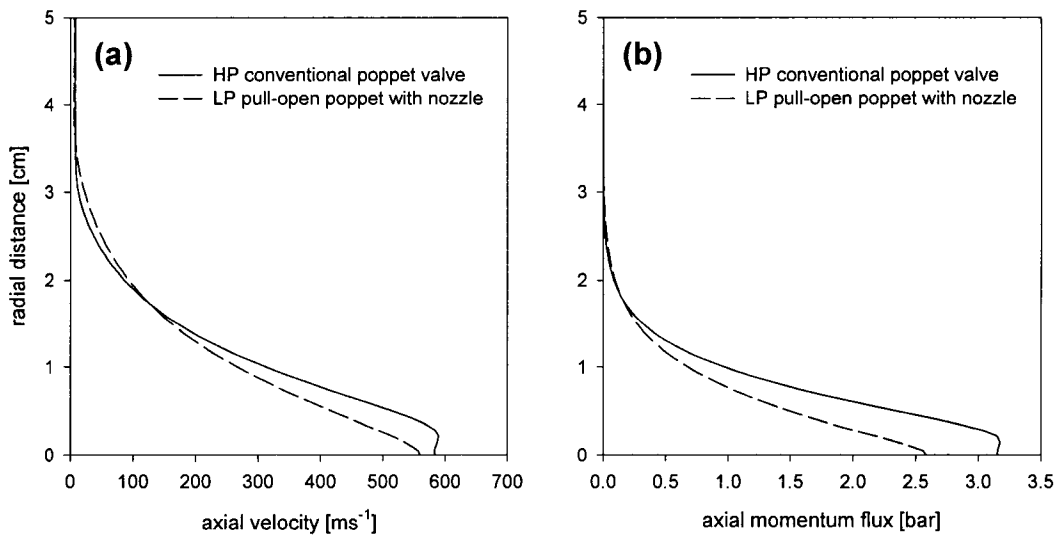 (a)
HP conventional poppet valve
LP pull-open poppet with nozzle
5
4
3
2
1
0
radial distance [cm]
0 100 200 300 400 500 600 700
axial velocity [ms⁻¹]
(b)
HP conventional poppet valve
LP pull-open poppet with nozzle
5
4
3
2
1
0
0.0 0.5 1.0 1.5 2.0 2.5 3.0 3.5
axial momentum flux [bar]